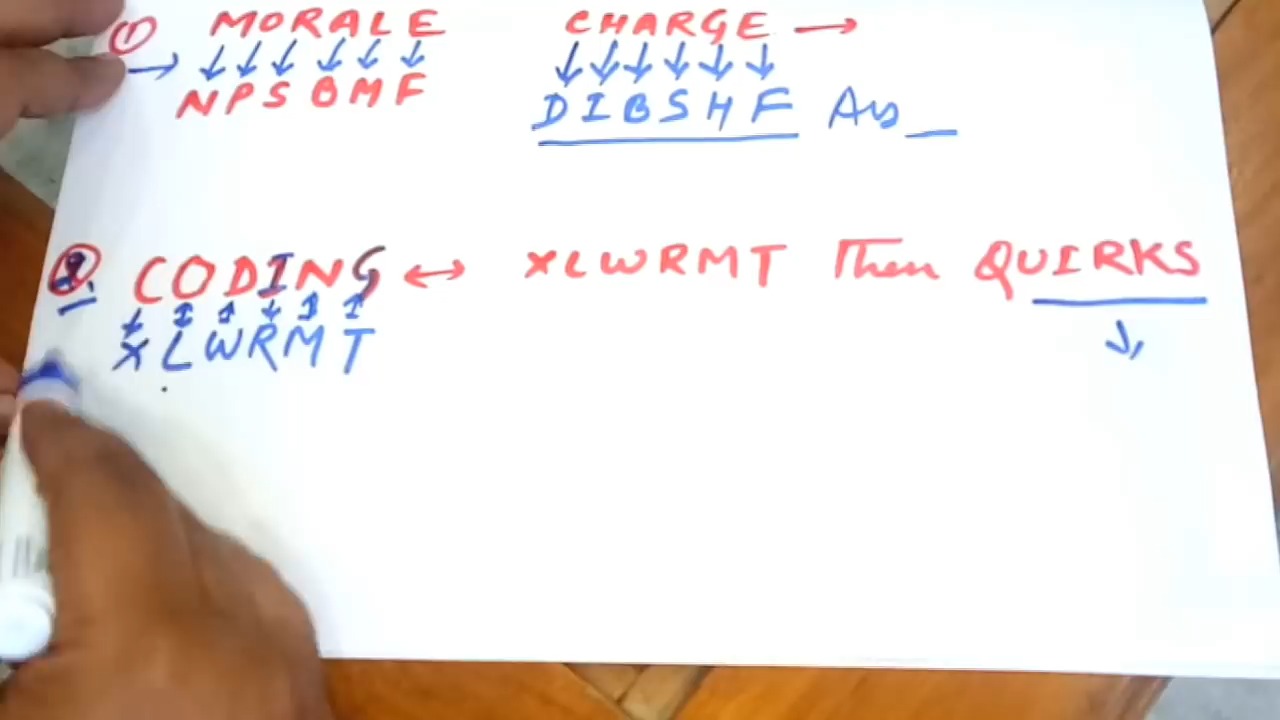 ① MORALE CHARGE →
→ NPSBMF DIBSHF Ans _
2. CODING ↔ XLWRMT Then QUIRKS
XLWRMT